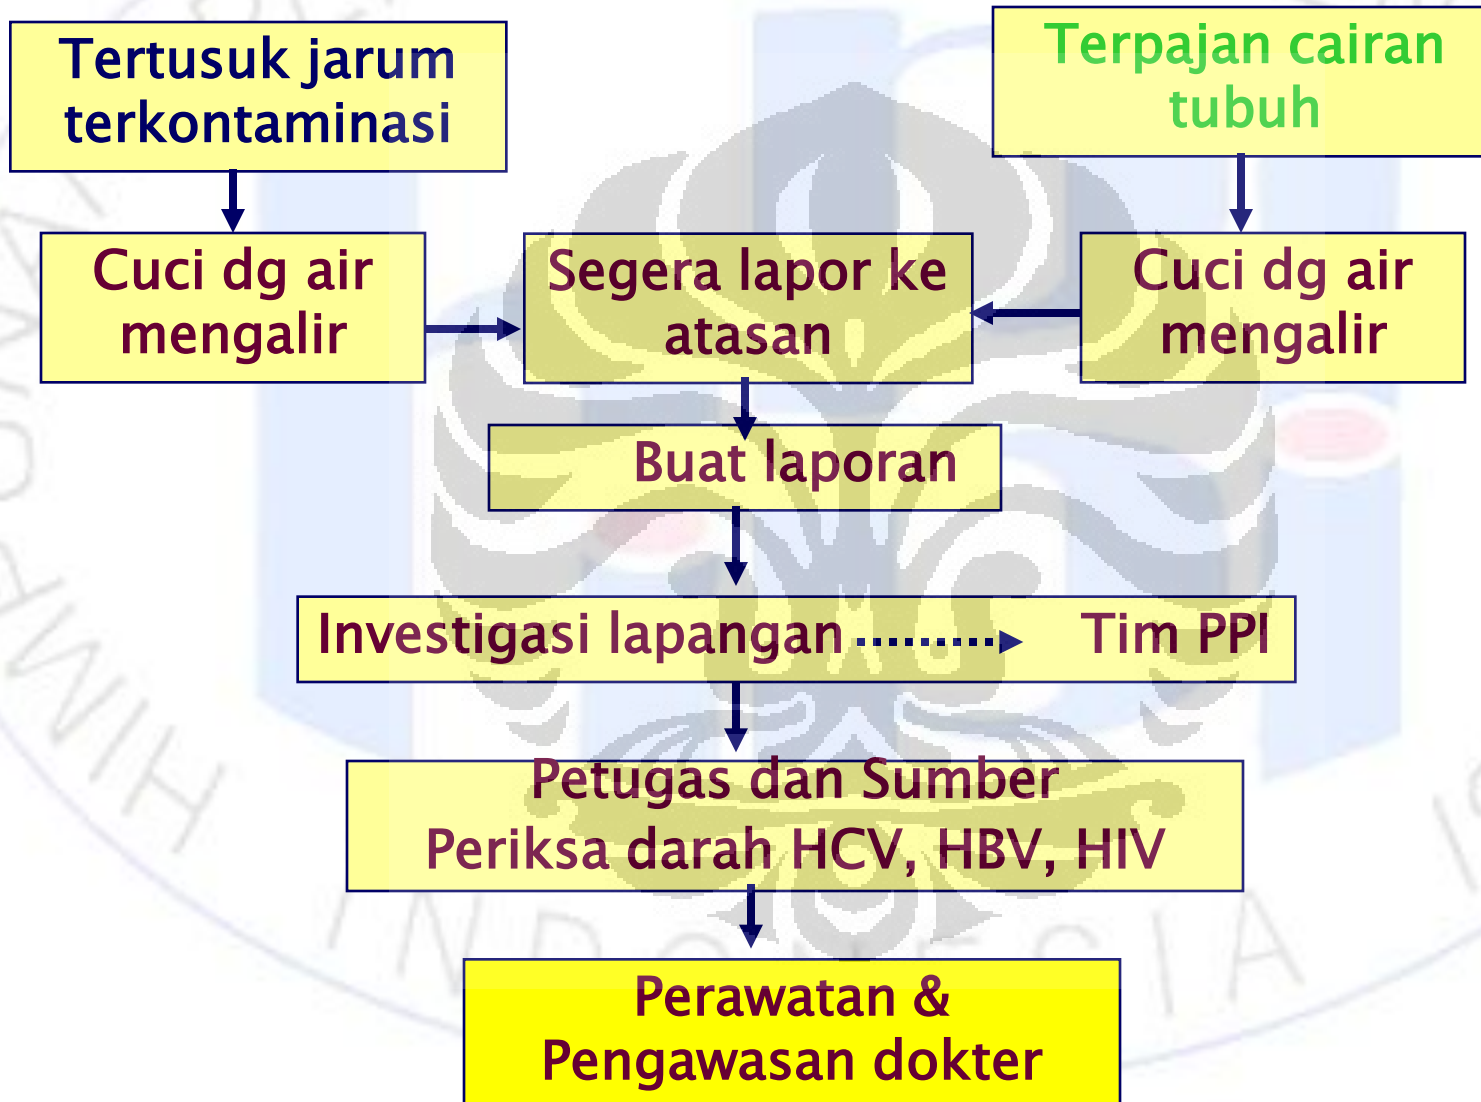 Tertusuk jarum
terkontaminasi
Terpajan cairan
tubuh
Cuci dg air
mengalir
Segera lapor ke
atasan
Cuci dg air
mengalir
Buat laporan
Investigasi lapangan Tim PPI
Petugas dan Sumber
Periksa darah HCV, HBV, HIV
Perawatan &
Pengawasan dokter
INDONESIA